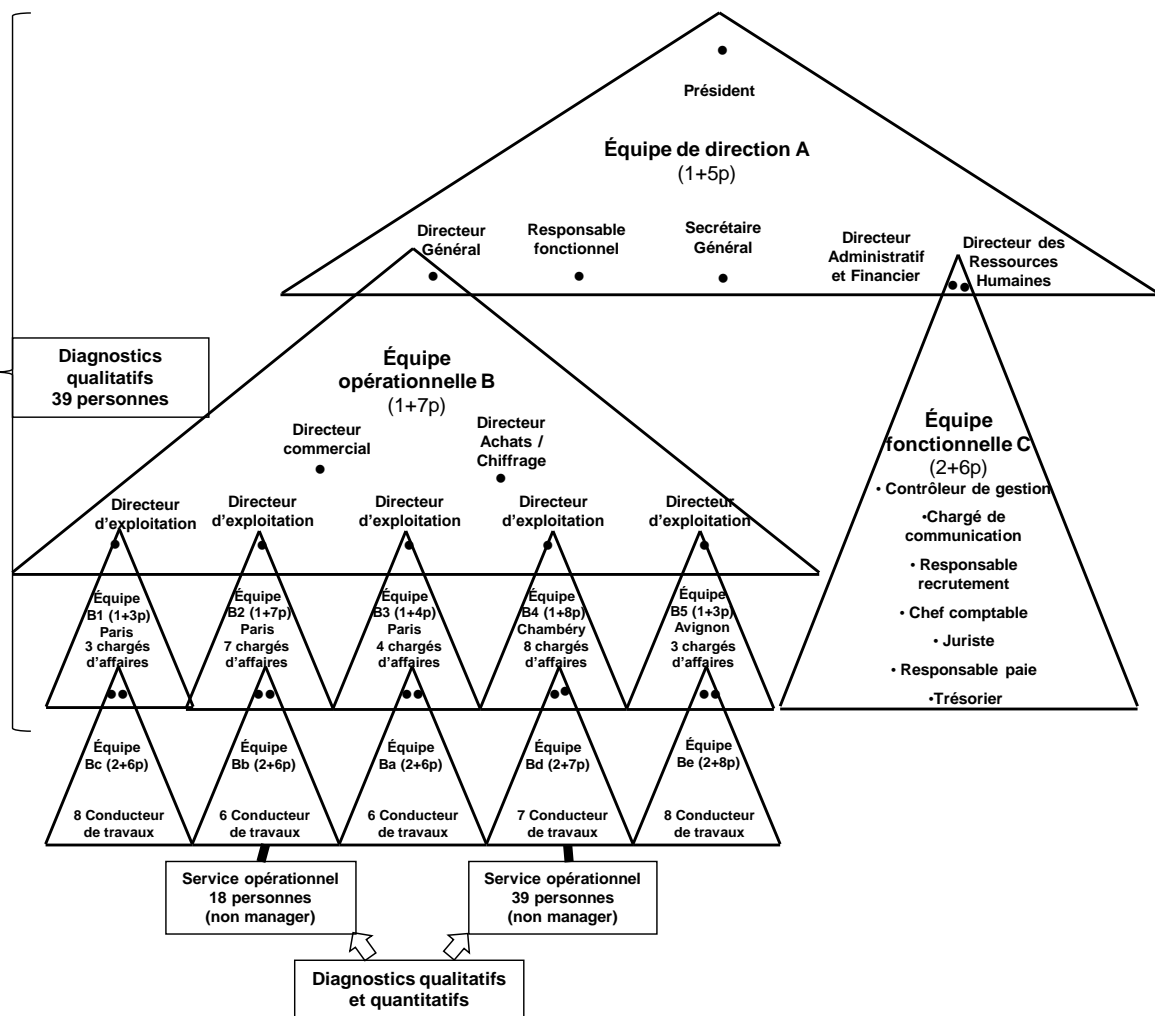 Président
Équipe de direction A
(1+5p)
Directeur
Général
Responsable
fonctionnel
Secrétaire
Général
Directeur
Administratif
et Financier
Directeur des
Ressources
Humaines
Diagnostics
qualitatifs
39 personnes
Équipe
opérationnelle B
(1+7p)
Directeur
commercial
Directeur
Achats /
Chiffrage
Directeur
d'exploitation
Directeur
d'exploitation
Directeur
d'exploitation
Directeur
d'exploitation
Directeur
d'exploitation
Équipe
fonctionnelle C
(2+6p)
• Contrôleur de gestion
•Chargé de
communication
• Responsable
recrutement
• Chef comptable
• Juriste
• Responsable paie
•Trésorier
Équipe
B1 (1+3p)
Paris
3 chargés
d'affaires
Équipe
B2 (1+7p)
Paris
7 chargés
d'affaires
Équipe
B3 (1+4p)
Paris
4 chargés
d'affaires
Équipe
B4 (1+8p)
Chambéry
8 chargés
d'affaires
Équipe
B5 (1+3p)
Avignon
3 chargés
d'affaires
Équipe
Bc (2+6p)
8 Conducteur
de travaux
Équipe
Bb (2+6p)
6 Conducteur
de travaux
Équipe
Ba (2+6p)
6 Conducteur
de travaux
Équipe
Bd (2+7p)
7 Conducteur
de travaux
Équipe
Be (2+8p)
8 Conducteur
de travaux
Service opérationnel
18 personnes
(non manager)
Service opérationnel
39 personnes
(non manager)
Diagnostics qualitatifs
et quantitatifs